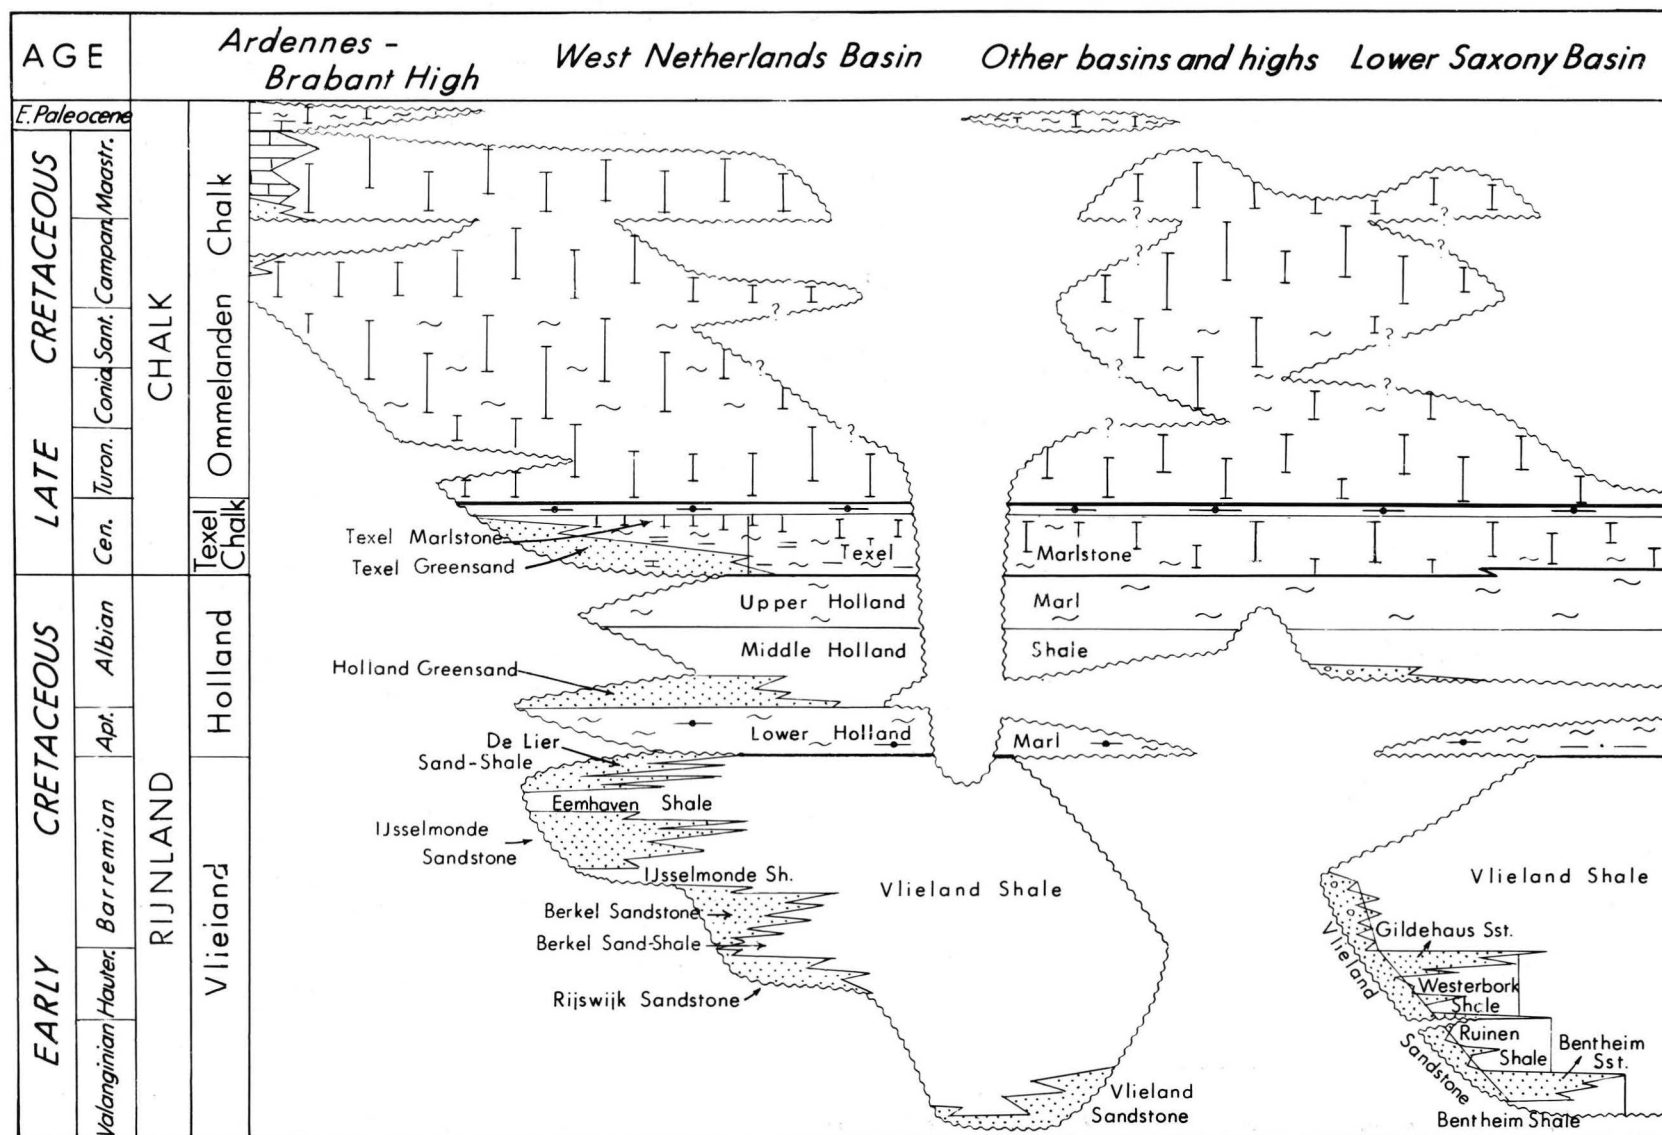 AGE
Ardennes -
Brabant High
West Netherlands Basin
Other basins and highs
Lower Saxony Basin
E. Paleocene
LATE CRETACEOUS
Maastr.
Campan.
Sant.
Conia.
Turon.
Cen.
CHALK
Ommelanden Chalk
Texel
Chalk
EARLY CRETACEOUS
Albian
Apt.
Barremian
Hauter.
Valanginian
RIJNLAND
Holland
Vlieland
?
?
?
?
?
?
?
?
?
?
?
?
Texel Marlstone
Texel Greensand
Texel
Marlstone
Upper Holland
Marl
Middle Holland
Shale
Holland Greensand
Lower Holland
Marl
De Lier
Sand-Shale
Eemhaven Shale
IJsselmonde
Sandstone
IJsselmonde Sh.
Vlieland Shale
Vlieland Shale
Berkel Sandstone
Berkel Sand-Shale
Rijswijk Sandstone
Gildehaus Sst.
Vlieland
Sandstone
Westerbork
Shale
Ruinen
Shale
Bentheim
Sst.
Vlieland
Sandstone
Bentheim Shale